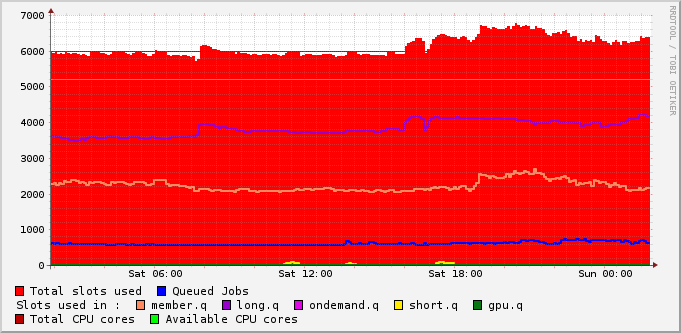 7000
6000
5000
4000
3000
2000
1000
0
Sat 06:00 Sat 12:00 Sat 18:00 Sun 00:00
RRDTOOL / TOBI OETIKER
Total slots used Queued Jobs
Slots used in : member.q long.q ondemand.q short.q gpu.q
Total CPU cores Available CPU cores